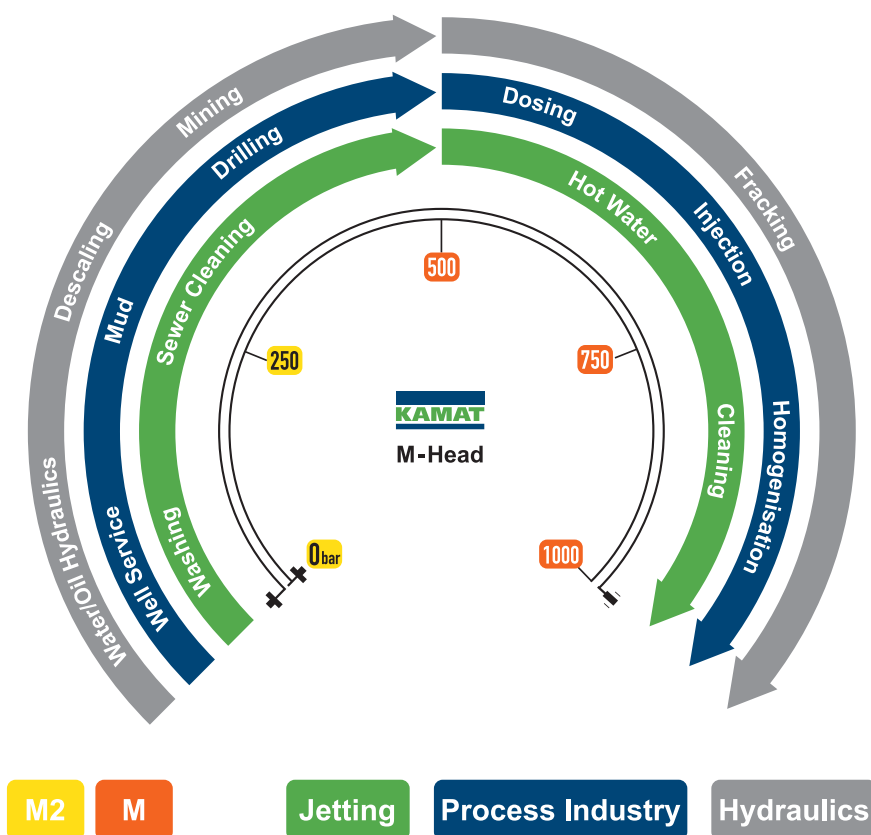 Mining
Descaling
Water/Oil Hydraulics
Fracking
Drilling
Mud
Well Service
Dosing
Injection
Homogenisation
Sewer Cleaning
Washing
Hot Water
Cleaning
0bar
250
500
750
1000
KAMAT
M-Head
M2
M
Jetting
Process Industry
Hydraulics